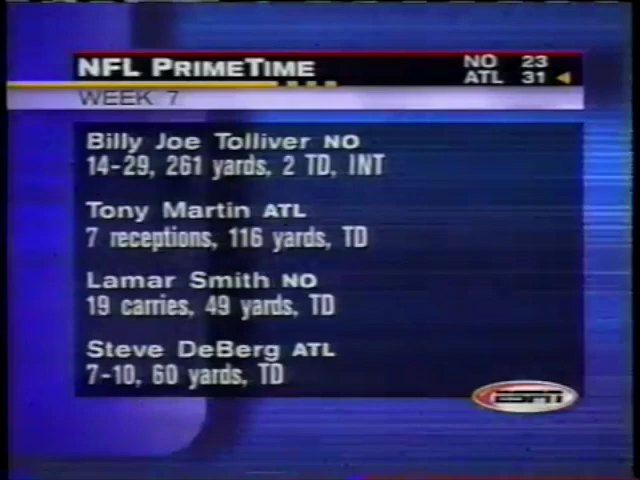 NFL PRIMETIME
NO 23
ATL 31
WEEK 7
Billy Joe Tolliver NO
14-29, 261 yards, 2 TD, INT
Tony Martin ATL
7 receptions, 116 yards, TD
Lamar Smith NO
19 carries, 49 yards, TD
Steve DeBerg ATL
7-10, 60 yards, TD
ESPN